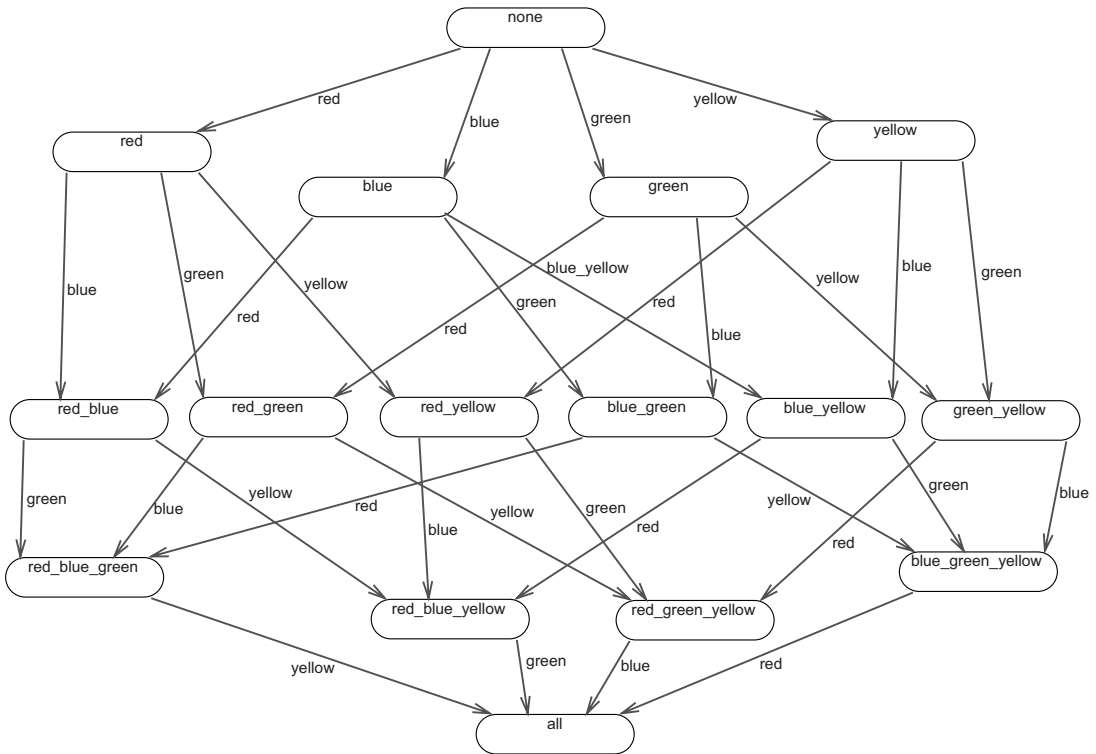 none
red
yellow
blue
green
red
yellow
blue
green
blue_yellow
blue
green
green
yellow
blue
yellow
green
red
red
red
blue
red_blue
red_green
red_yellow
blue_green
blue_yellow
green_yellow
green
yellow
green
blue
yellow
red
blue
yellow
green
blue
red
red
red_blue_green
blue_green_yellow
red_blue_yellow
red_green_yellow
yellow
green
blue
red
all